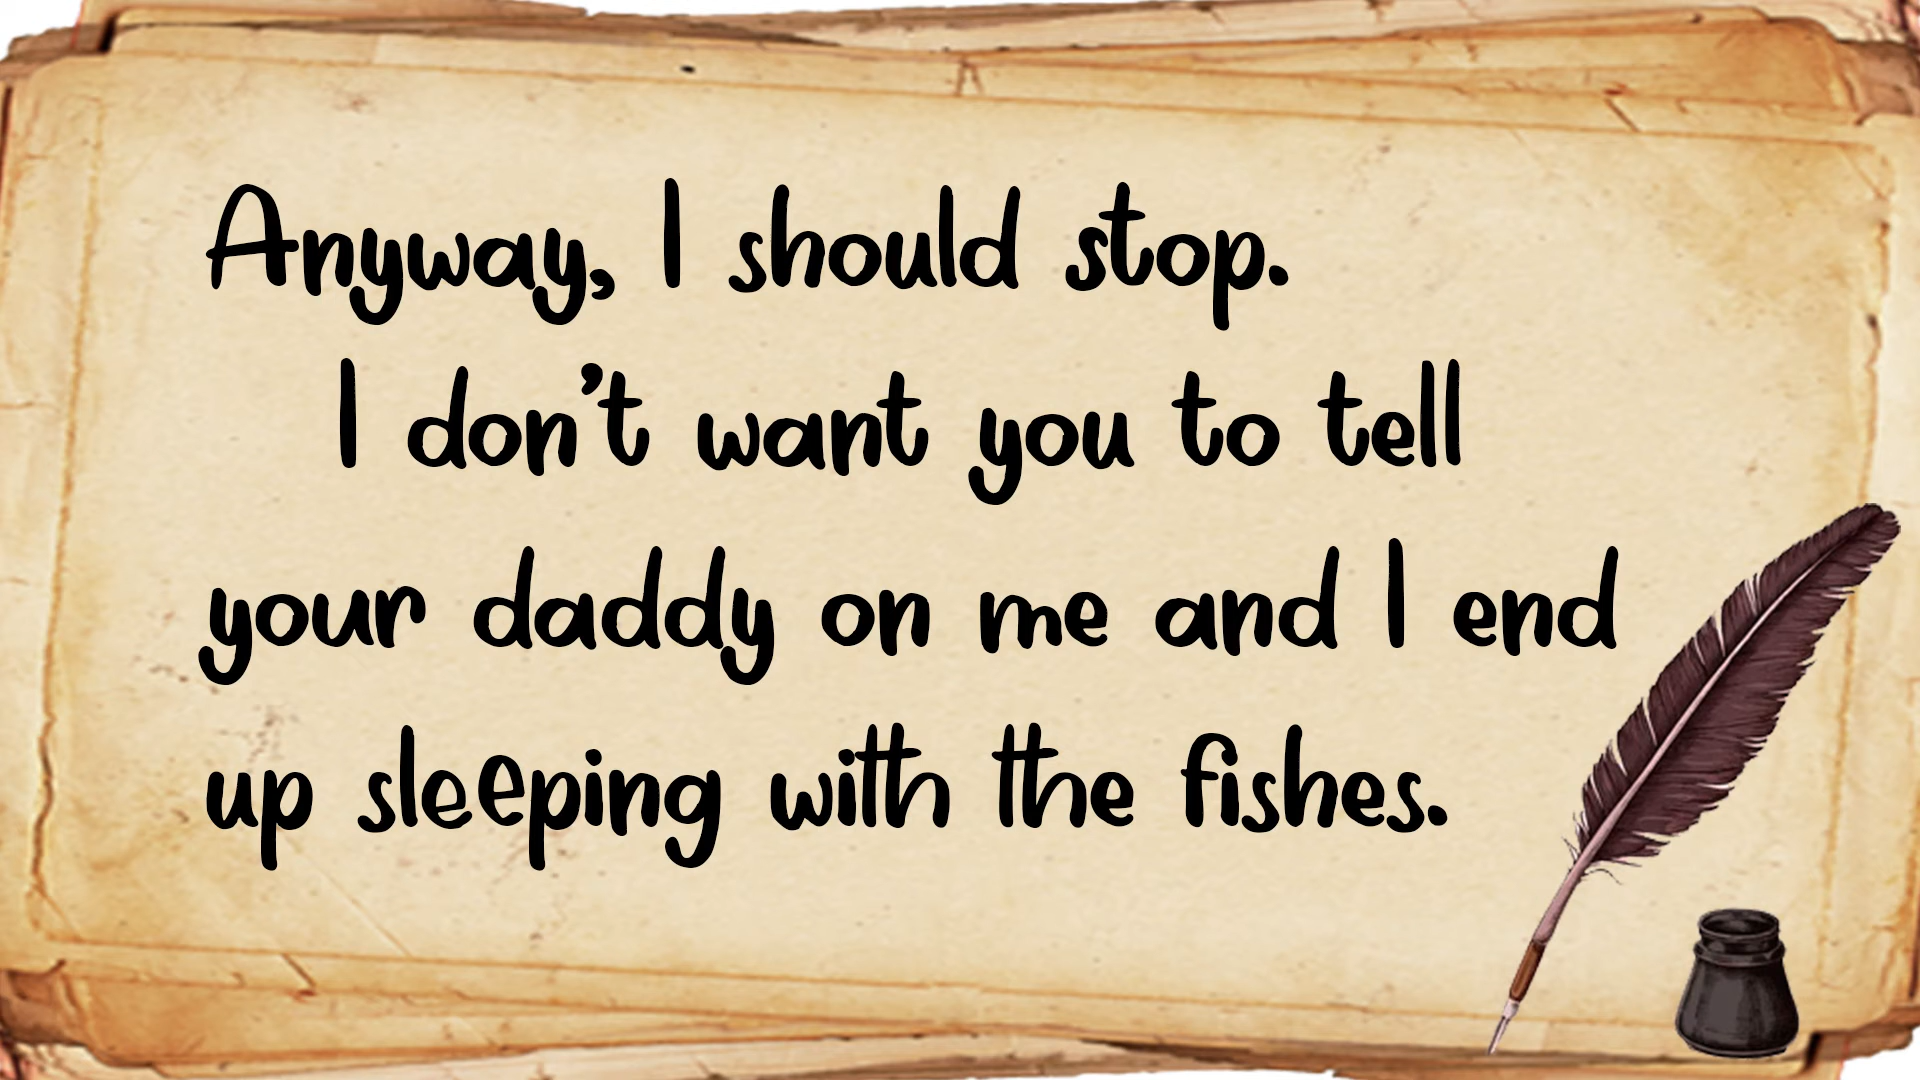 Anyway, I should stop.
I don't want you to tell
your daddy on me and I end
up sleeping with the fishes.